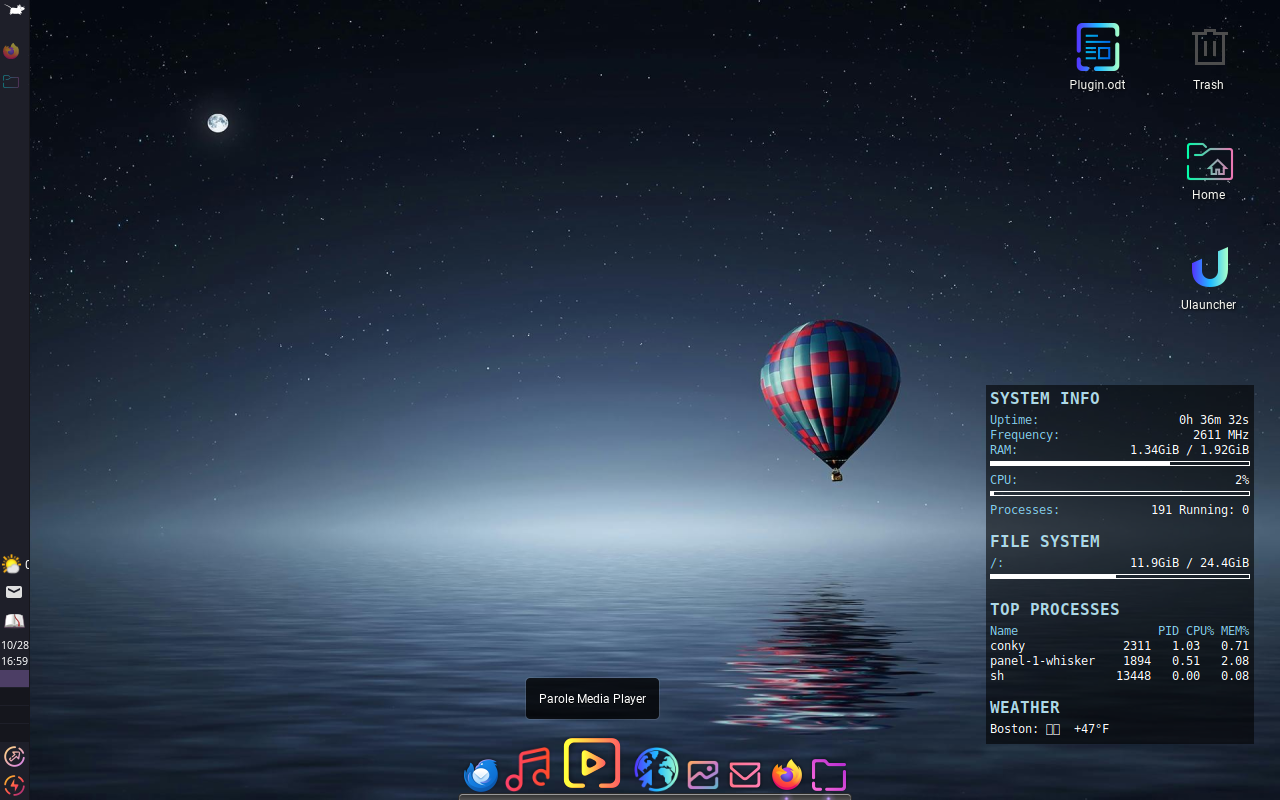 Plugin.odt
Trash
Home
Ulauncher
SYSTEM INFO
Uptime: 0h 36m 32s
Frequency: 2611 MHz
RAM: 1.34GiB / 1.92GiB
CPU: 2%
Processes: 191 Running: 0
FILE SYSTEM
/: 11.9GiB / 24.4GiB
TOP PROCESSES
Name PID CPU% MEM%
conky 2311 1.03 0.71
panel-1-whisker 1894 0.51 2.08
sh 13448 0.00 0.08
WEATHER
Boston: +47°F
10/28
16:59
Parole Media Player